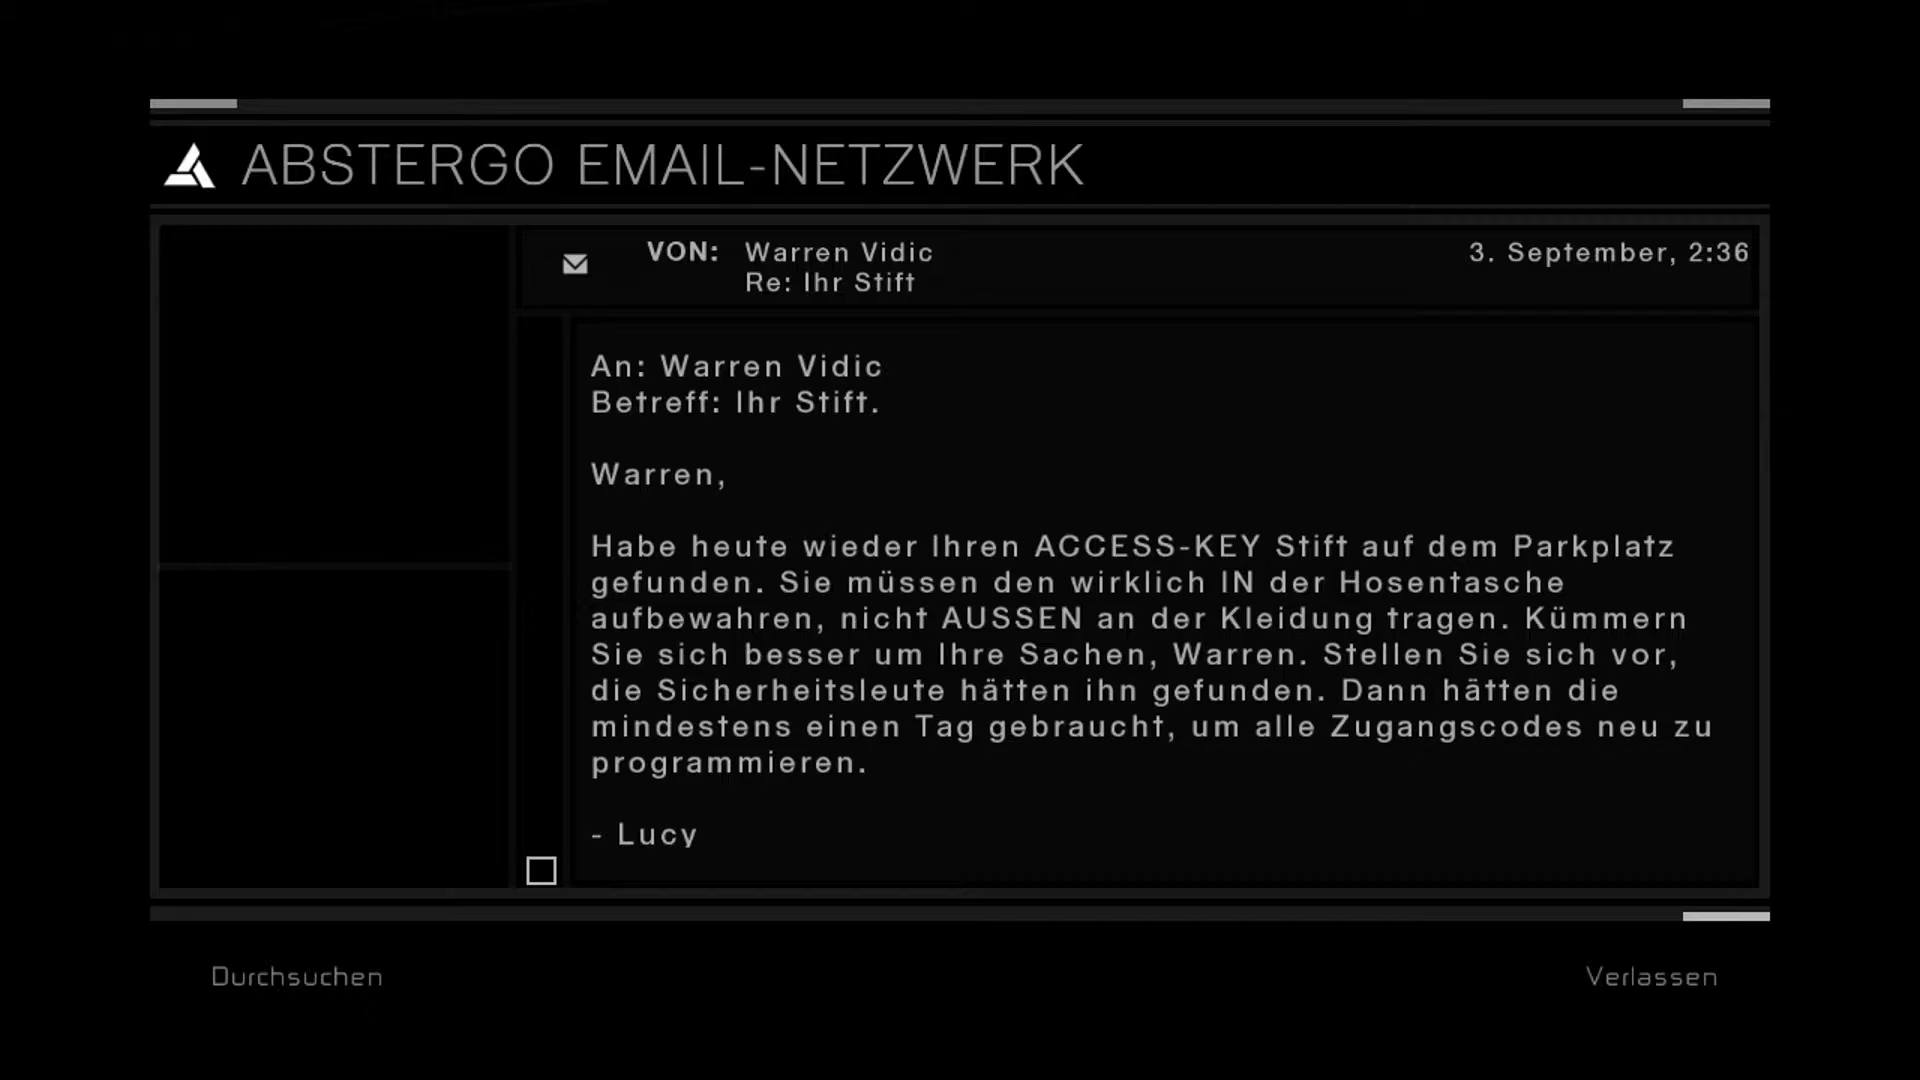 ABSTERGO EMAIL-NETZWERK
VON: Warren Vidic
3. September, 2:36
Re: Ihr Stift
An: Warren Vidic
Betreff: Ihr Stift.
Warren,
Habe heute wieder Ihren ACCESS-KEY Stift auf dem Parkplatz
gefunden. Sie müssen den wirklich IN der Hosentasche
aufbewahren, nicht AUSSEN an der Kleidung tragen. Kümmern
Sie sich besser um Ihre Sachen, Warren. Stellen Sie sich vor,
die Sicherheitsleute hätten ihn gefunden. Dann hätten die
mindestens einen Tag gebraucht, um alle Zugangscodes neu zu
programmieren.
- Lucy
Durchsuchen
Verlassen